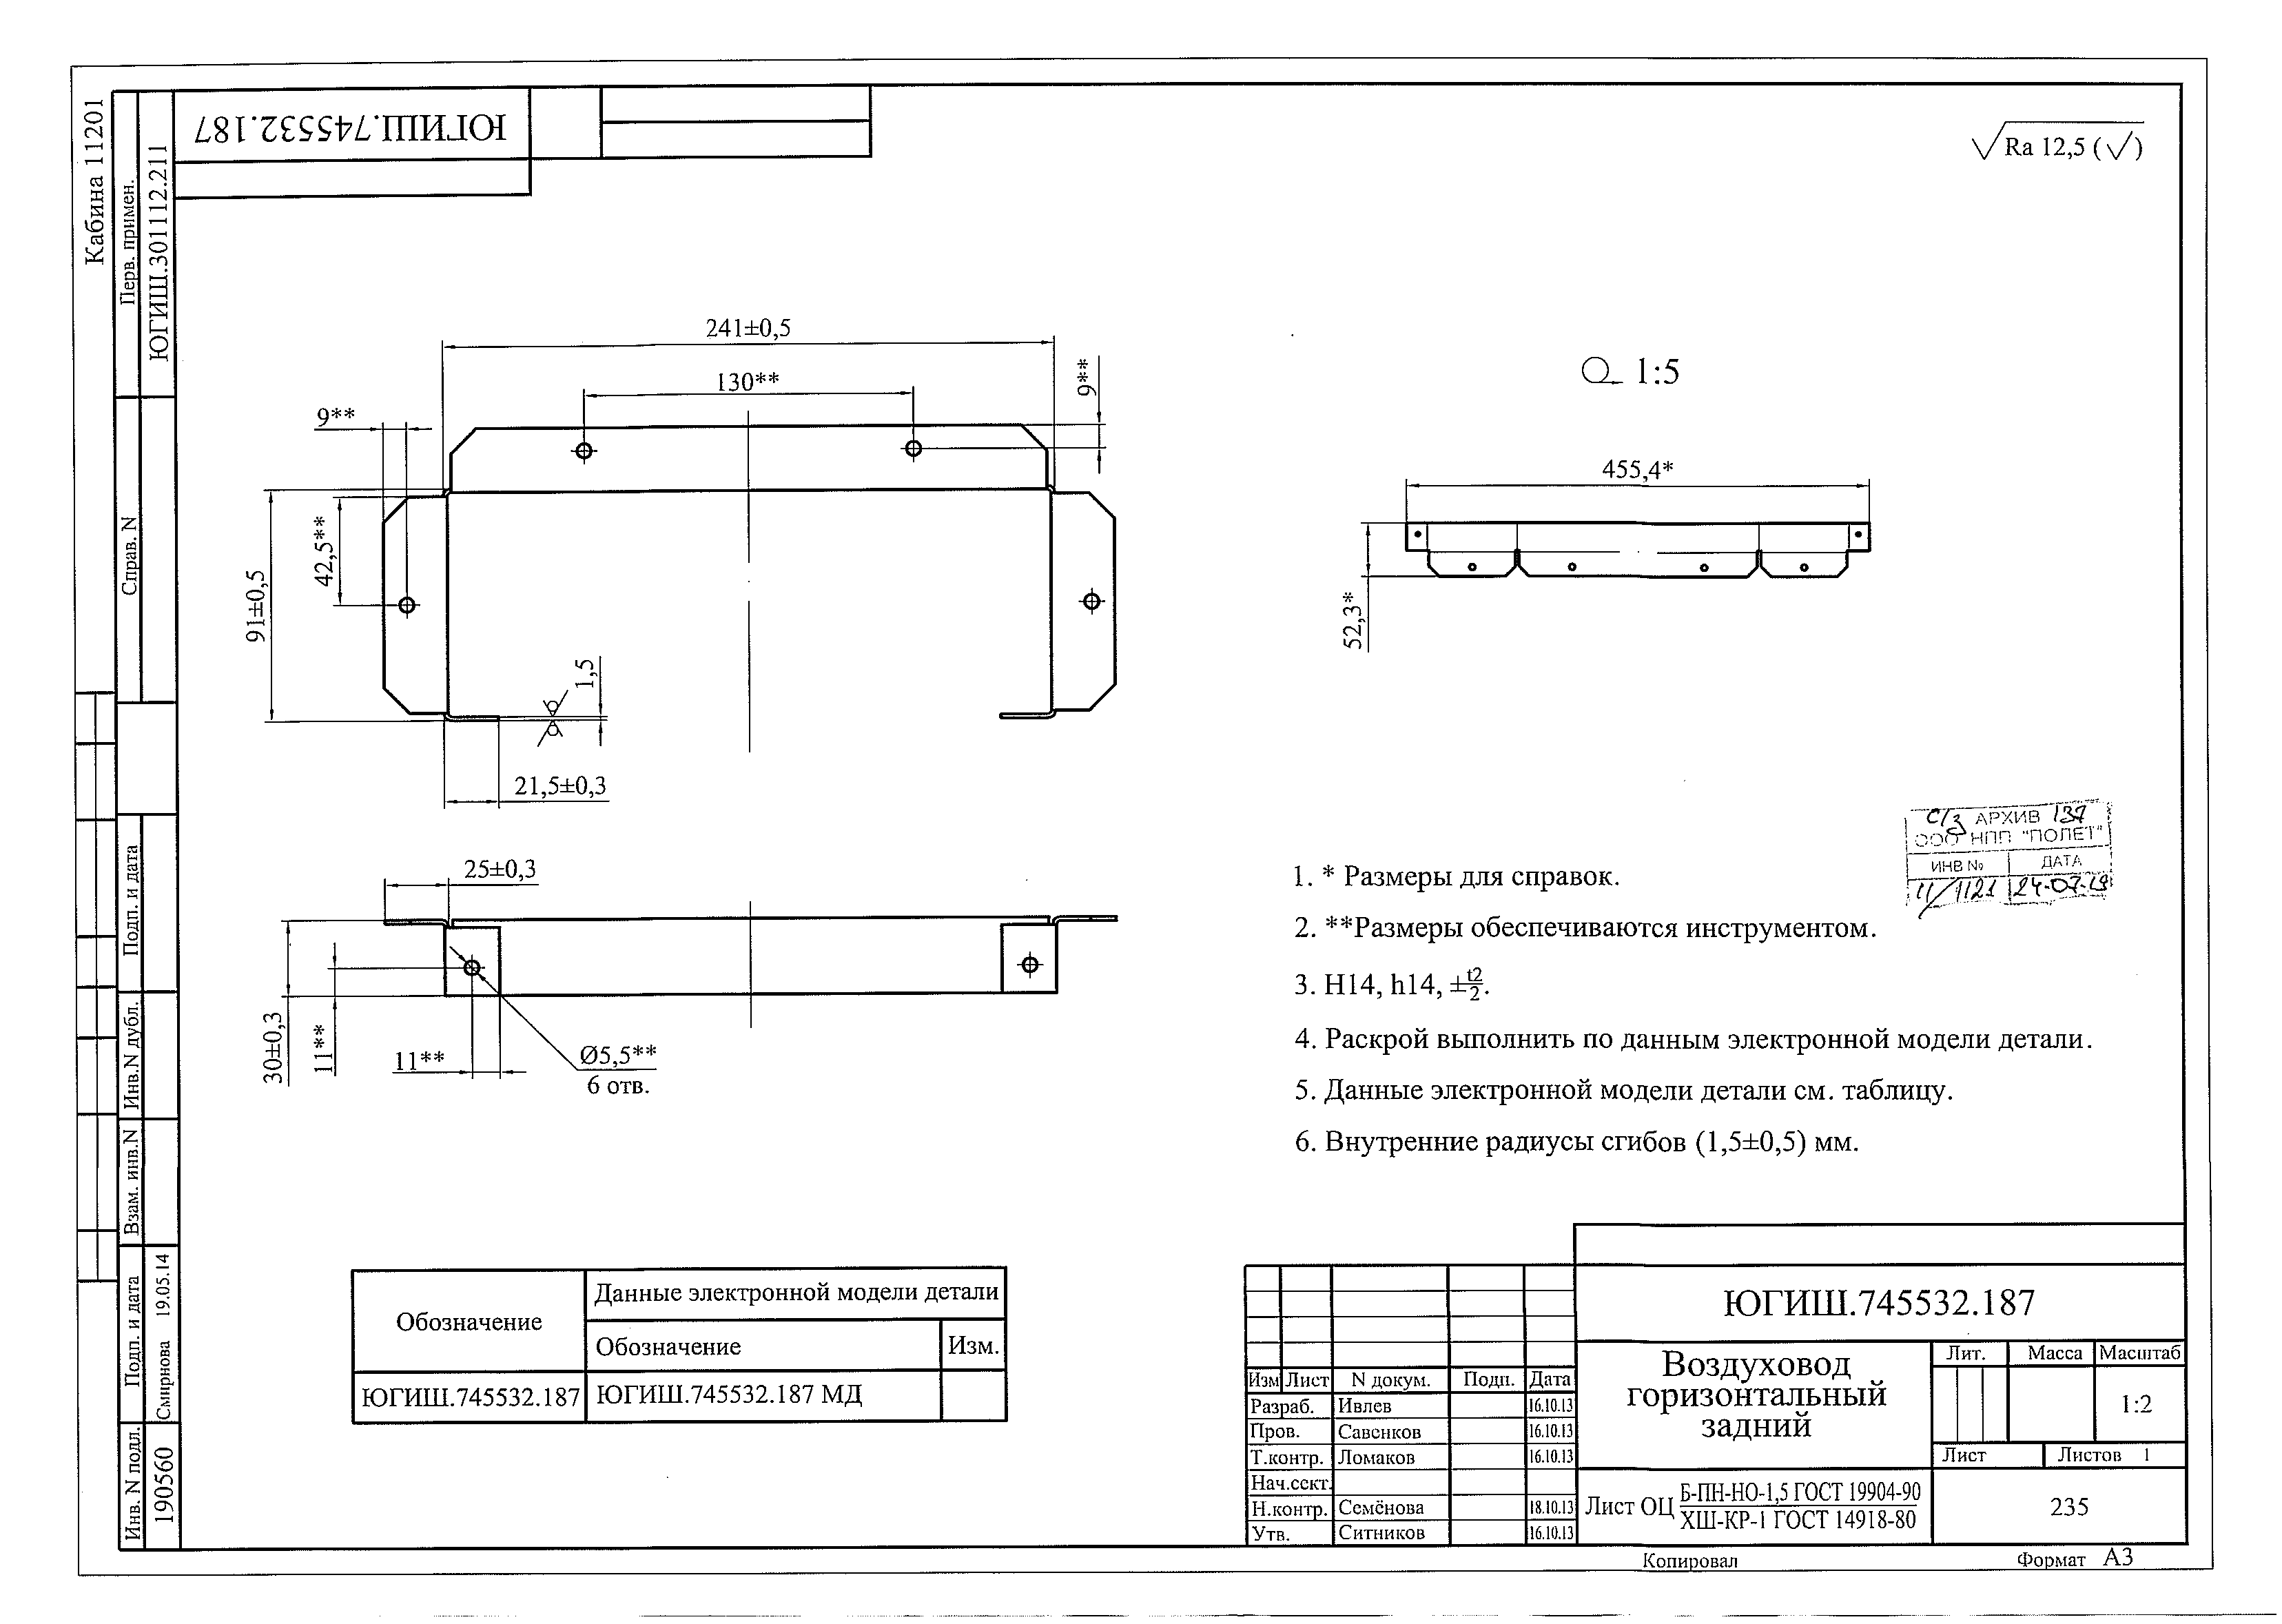 Кабина 11201
Перв. примен.
ЮГИШ.301112.211
ЮГИШ.745532.187
Ra 12,5 (√)
Справ. N
241±0,5
130**
9**
9**
42,5**
91±0,5
1,5
21,5±0,3
1:5
455,4*
52,3*
25±0,3
30±0,3
11**
11**
Ø5,5**
6 отв.
АРХИВ 137
ООО НПП "ПОЛЕТ"
ИНВ № ДАТА
11/1121 24-07-19
1. * Размеры для справок.
2. **Размеры обеспечиваются инструментом.
3. H14, h14, ±t2/2.
4. Раскрой выполнить по данным электронной модели детали.
5. Данные электронной модели детали см. таблицу.
6. Внутренние радиусы сгибов (1,5±0,5) мм.
Подп. и дата
Инв.N дубл.
Взам. инв.N
Подп. и дата
Смирнова 19.05.14
Инв. N подл.
190560
Обозначение
Данные электронной модели детали
Обозначение Изм.
ЮГИШ.745532.187 ЮГИШ.745532.187 МД
ЮГИШ.745532.187
Изм Лист N докум. Подп. Дата
Разраб. Ивлев 16.10.13
Пров. Савенков 16.10.13
Т.контр. Ломаков 16.10.13
Нач.сект.
Н.контр. Семёнова 18.10.13
Утв. Ситников 16.10.13
Воздуховод
горизонтальный
задний
Лит. Масса Масштаб
1:2
Лист Листов 1
Лист ОЦ
Б-ПН-НО-1,5 ГОСТ 19904-90
ХШ-КР-1 ГОСТ 14918-80
235
Копировал Формат А3